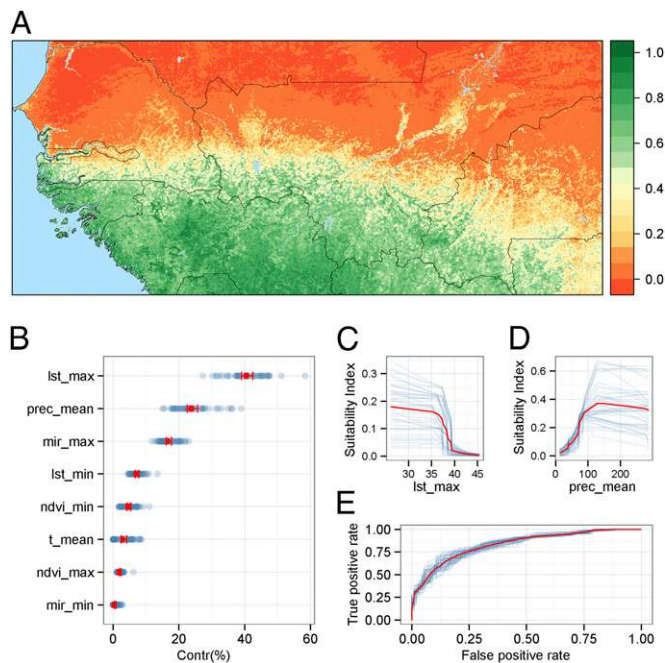 A
1.0
0.8
0.6
0.4
0.2
0.0
B
lst_max
prec_mean
mir_max
lst_min
ndvi_min
t_mean
ndvi_max
mir_min
0 20 40 60
Contr(%)
C
Suitability Index
0.3
0.2
0.1
0.0
30 35 40 45
lst_max
D
Suitability Index
0.6
0.4
0.2
0.0
0 100 200
prec_mean
E
True positive rate
1.00
0.75
0.50
0.25
0.00
0.00 0.25 0.50 0.75 1.00
False positive rate